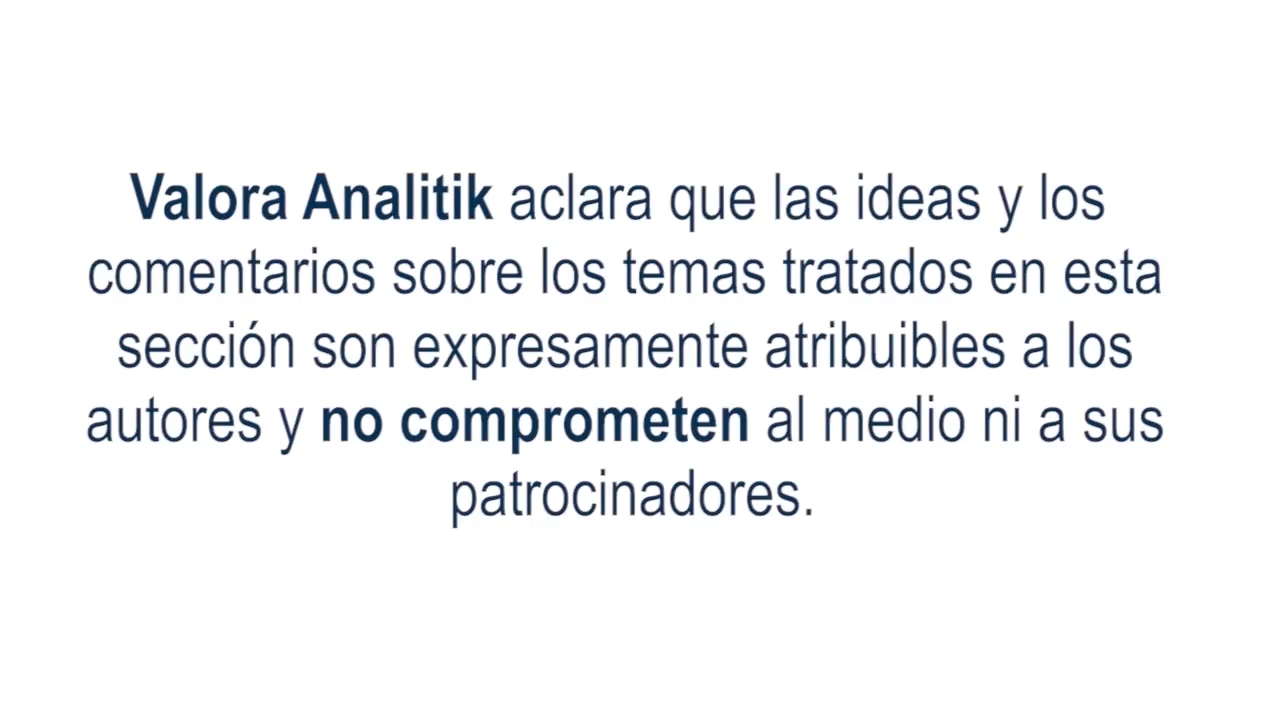 Valora Analitik aclara que las ideas y los
comentarios sobre los temas tratados en esta
sección son expresamente atribuibles a los
autores y no comprometen al medio ni a sus
patrocinadores.